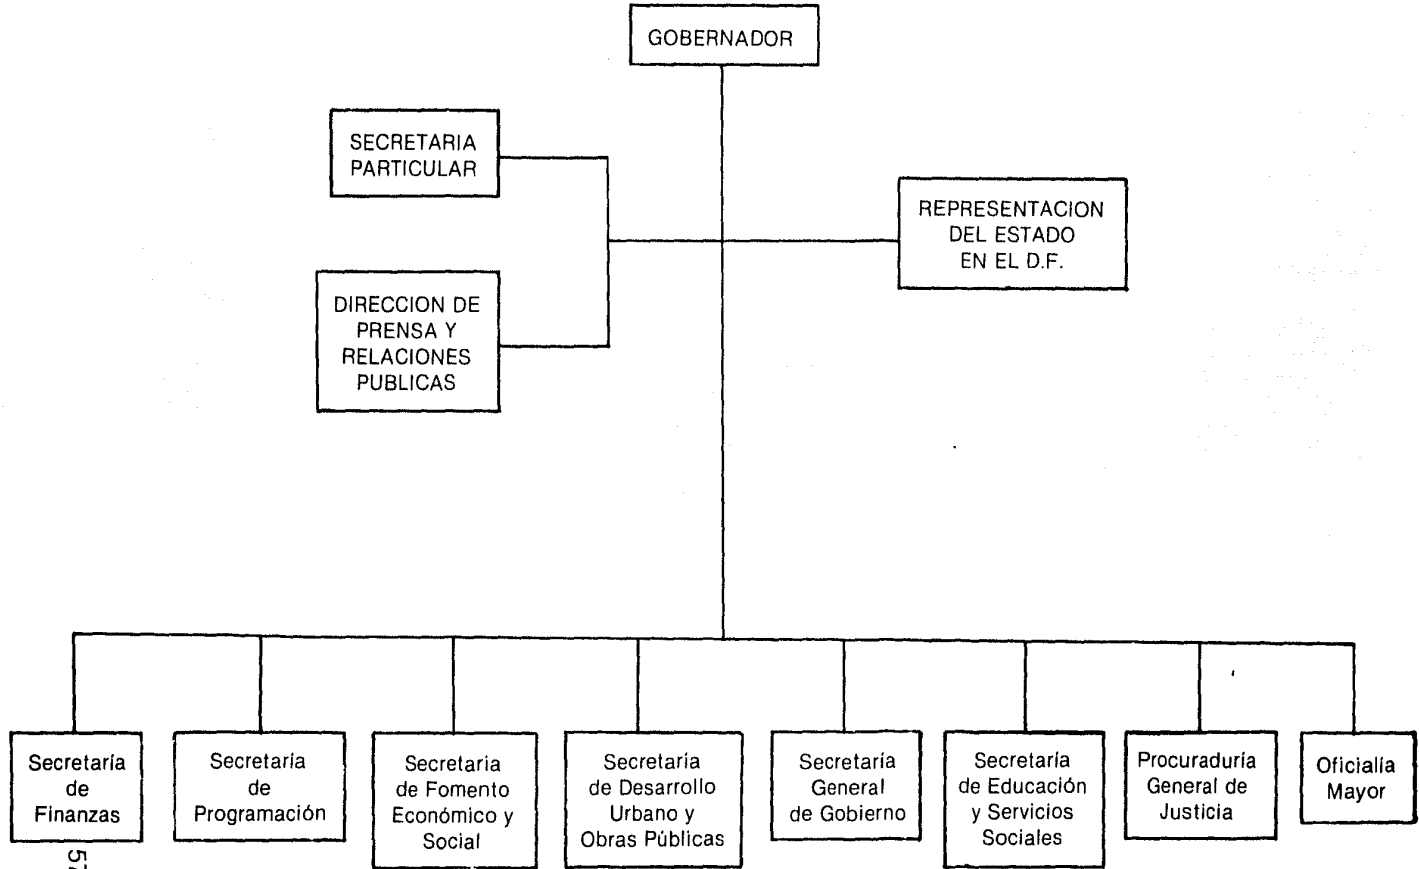 GOBERNADOR
SECRETARIA
PARTICULAR
REPRESENTACION
DEL ESTADO
EN EL D.F.
DIRECCION DE
PRENSA Y
RELACIONES
PUBLICAS
Secretaría
de
Finanzas
Secretaría
de
Programación
Secretaria
de Fomento
Económico y
Social
Secretaría
de Desarrollo
Urbano y
Obras Públicas
Secretaría
General
de Gobierno
Secretaría
de Educación
y Servicios
Sociales
Procuraduría
General de
Justicia
Oficialía
Mayor